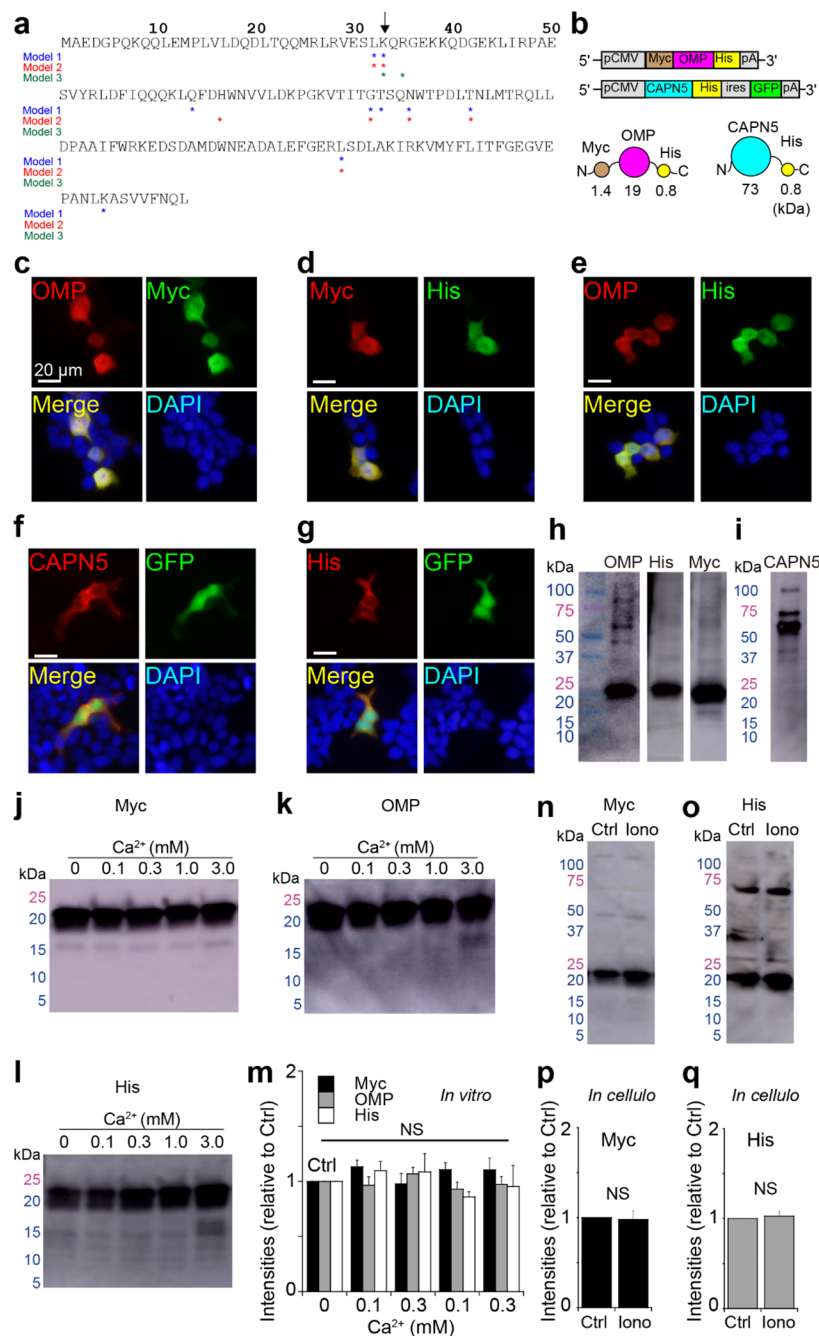 a
10 20 30 40 50
MAEDGPQKQQLEMPLVLDQDLTQQMRLRVESLKQRGEKKQDGEKLIRPAE
Model 1 * *
Model 2 * *
Model 3 * *
SVYRLDFIQQQKLQFDHWNVVLDKPGKVTITGTSQNWTPDLTNLMTRQLL
Model 1 * * * * *
Model 2 * * * *
Model 3
DPAAIFWRKEDSDAMDWNEADALEFGERLSDLAKIRKVMYFLITFGEGVE
Model 1 *
Model 2 *
Model 3
PANLKASVVFNQL
Model 1 *
Model 2
Model 3
b
5' pCMV Myc OMP His pA 3'
5' pCMV CAPN5 His ires GFP pA 3'
OMP CAPN5
Myc His His
N C N C
1.4 19 0.8 73 0.8
(kDa)
c
OMP Myc
20 µm
Merge DAPI
d
Myc His
Merge DAPI
e
OMP His
Merge DAPI
f
CAPN5 GFP
Merge DAPI
g
His GFP
Merge DAPI
h
kDa OMP His Myc
100
75
50
37
25
20
15
10
i
kDa CAPN5
100
75
50
37
25
20
15
10
j
Myc
Ca²⁺ (mM)
0 0.1 0.3 1.0 3.0
kDa
25
20
15
10
5
k
OMP
Ca²⁺ (mM)
0 0.1 0.3 1.0 3.0
kDa
25
20
15
10
5
n
Myc
Ctrl Iono
kDa
100
75
50
37
25
20
15
10
5
o
His
Ctrl Iono
kDa
100
75
50
37
25
20
15
10
5
l
His
Ca²⁺ (mM)
0 0.1 0.3 1.0 3.0
kDa
25
20
15
10
5
m
Intensities (relative to Ctrl)
2
1
0
Myc
OMP
His
In vitro
NS
Ctrl
0 0.1 0.3 0.1 0.3
Ca²⁺ (mM)
p
Intensities (relative to Ctrl)
2
1
0
In cellulo
Myc
NS
Ctrl Iono
q
Intensities (relative to Ctrl)
2
1
0
In cellulo
His
NS
Ctrl Iono